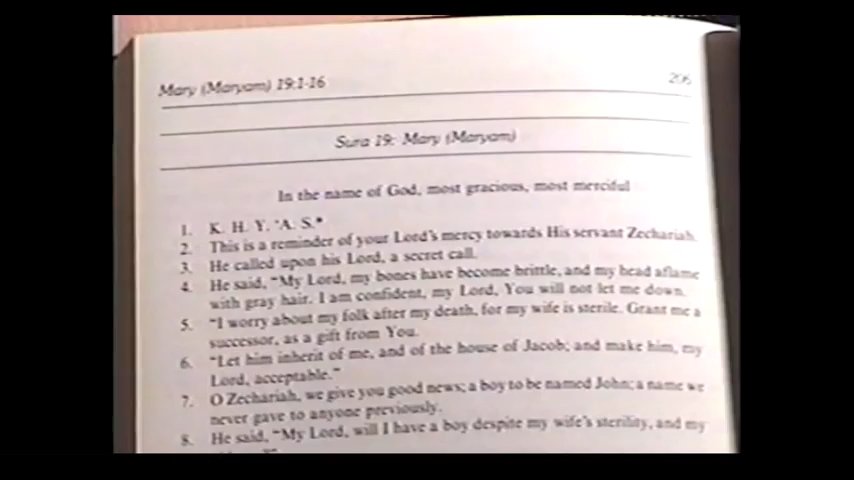 Mary (Maryam) 19:1-16 206
Sura 19: Mary (Maryam)
In the name of God, most gracious, most merciful
1. K. H. Y. 'A. S.*
2. This is a reminder of your Lord's mercy towards His servant Zechariah.
3. He called upon his Lord, a secret call.
4. He said, "My Lord, my bones have become brittle, and my head aflame
with gray hair. I am confident, my Lord, You will not let me down.
5. "I worry about my folk after my death, for my wife is sterile. Grant me a
successor, as a gift from You.
6. "Let him inherit of me, and of the house of Jacob; and make him, my
Lord, acceptable."
7. O Zechariah, we give you good news; a boy to be named John; a name we
never gave to anyone previously.
8. He said, "My Lord, will I have a boy despite my wife's sterility, and my